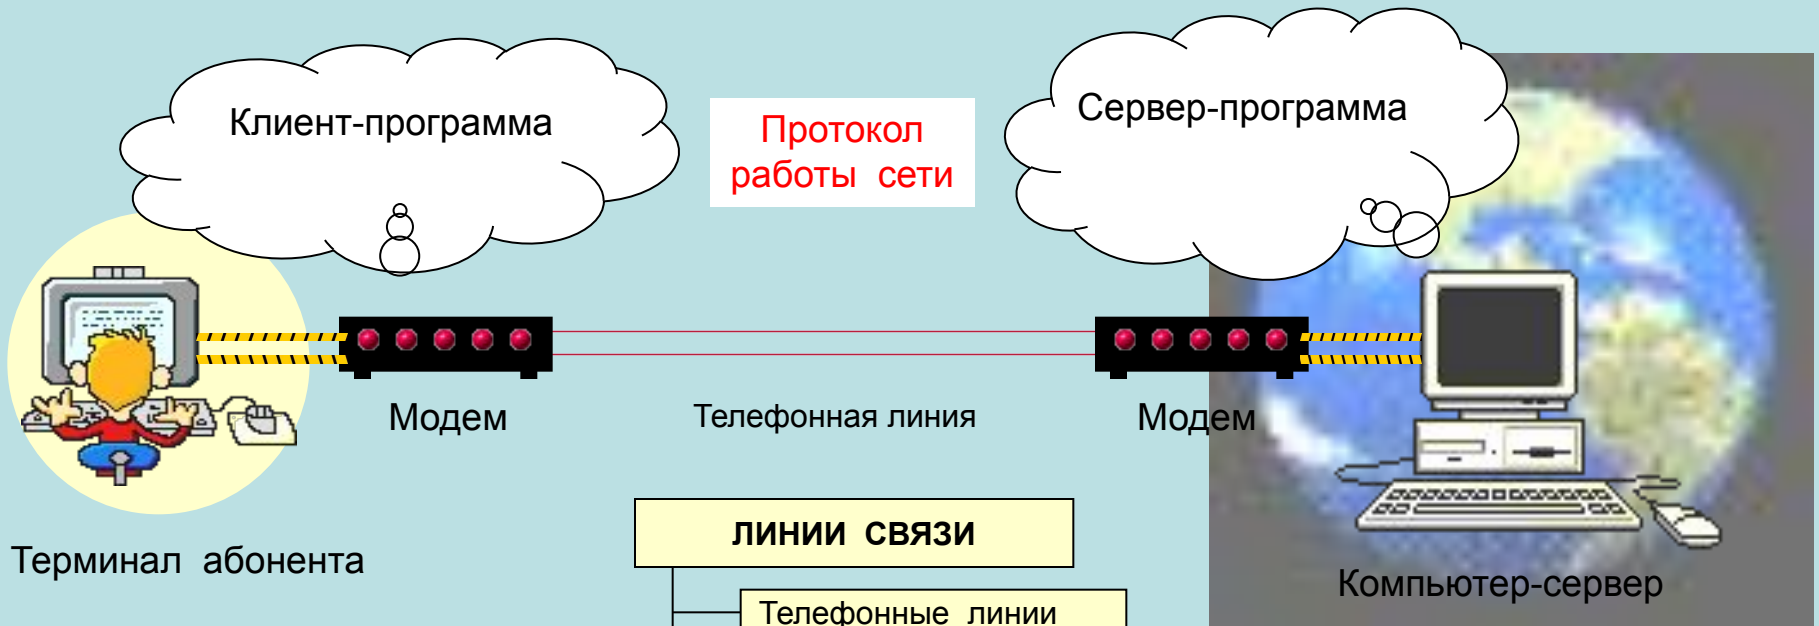 Клиент-программа
Протокол
работы сети
Сервер-программа
Модем
Телефонная линия
Модем
ЛИНИИ СВЯЗИ
Терминал абонента
Компьютер-сервер
Телефонные линии